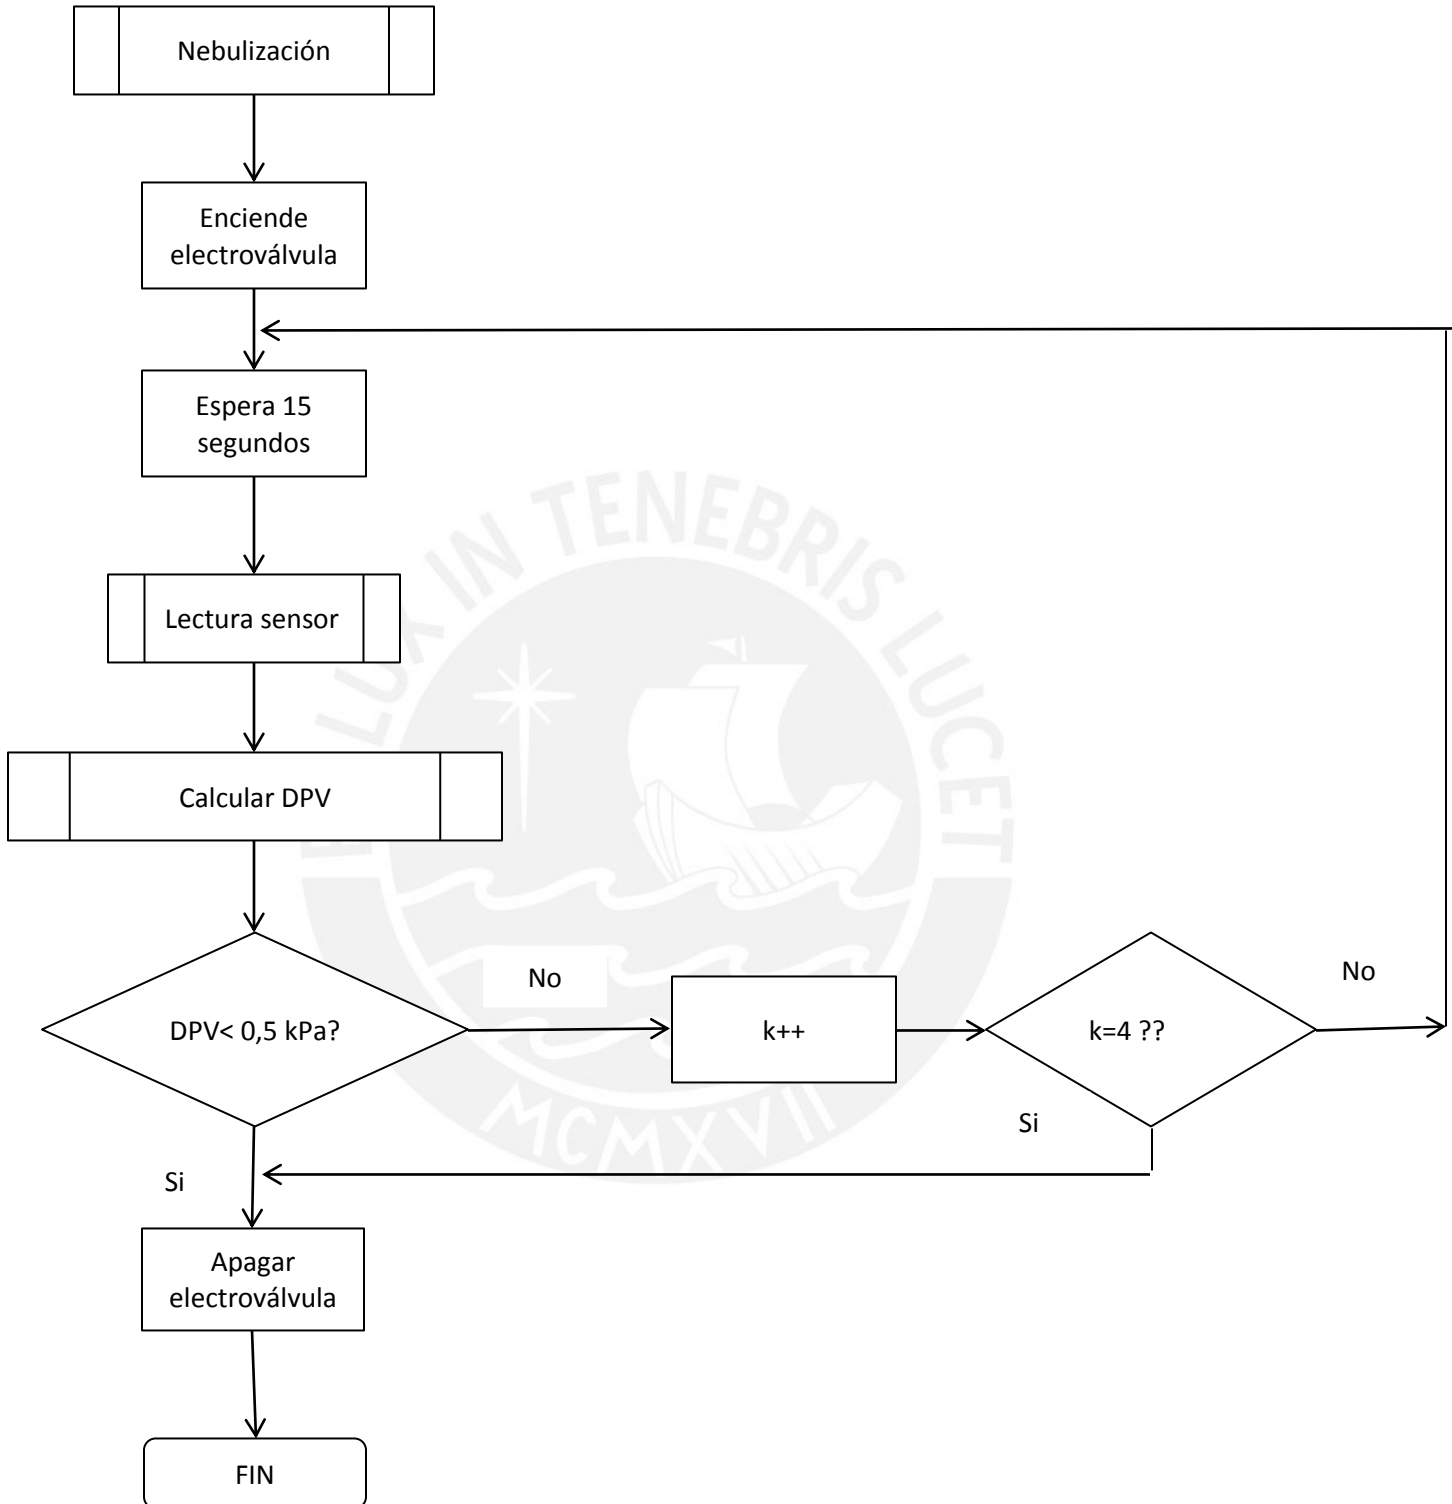 Nebulización
Enciende
electroválvula
Espera 15
segundos
Lectura sensor
Calcular DPV
DPV< 0,5 kPa?
No
k++
k=4 ??
No
Si
Si
Apagar
electroválvula
FIN
ET LUX IN TENEBRIS LUCET
MCMXVII